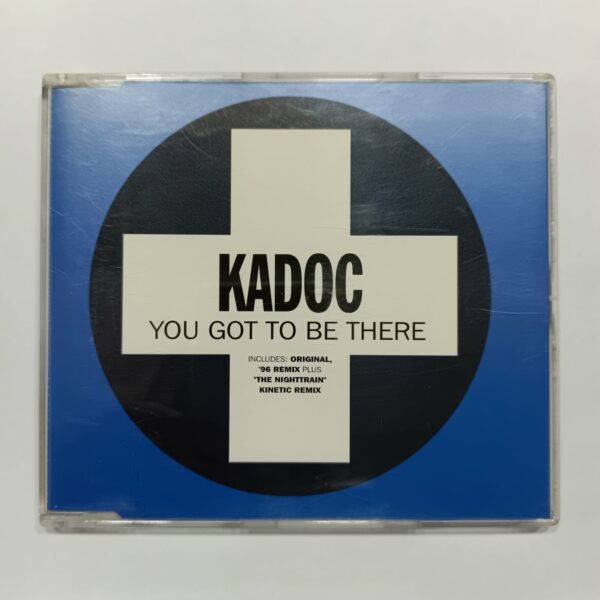 KADOC
YOU GOT TO BE THERE
INCLUDES: ORIGINAL,
'96 REMIX PLUS
"THE NIGHTTRAIN"
KINETIC REMIX